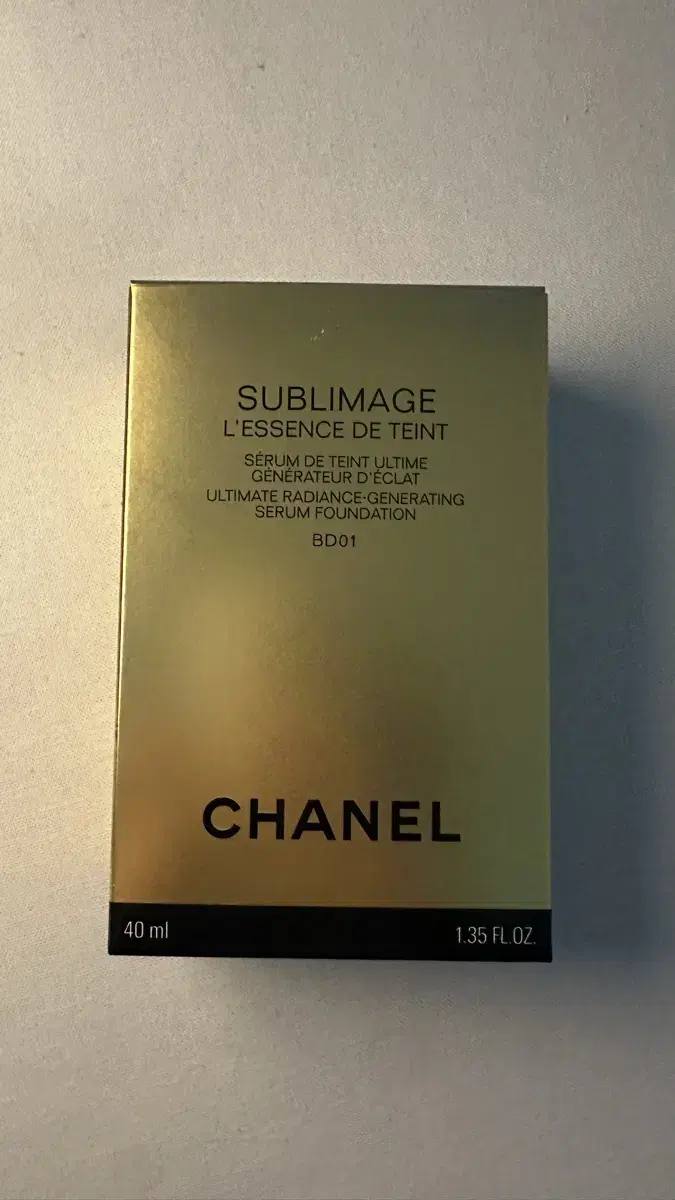 SUBLIMAGE
L'ESSENCE DE TEINT
SÉRUM DE TEINT ULTIME
GÉNÉRATEUR D'ÉCLAT
ULTIMATE RADIANCE-GENERATING
SERUM FOUNDATION
BD01
CHANEL
40 ml
1.35 FL.OZ.